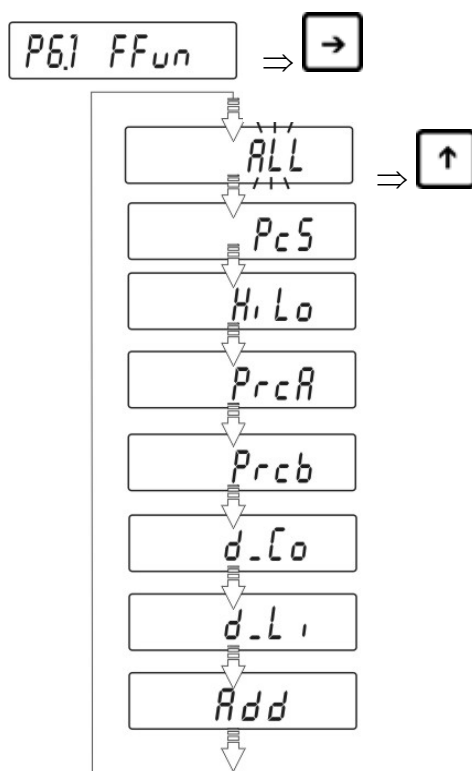 P6.1 FFun
ALL
PcS
HiLo
PrcA
Prcb
d_Co
d_Li
Add